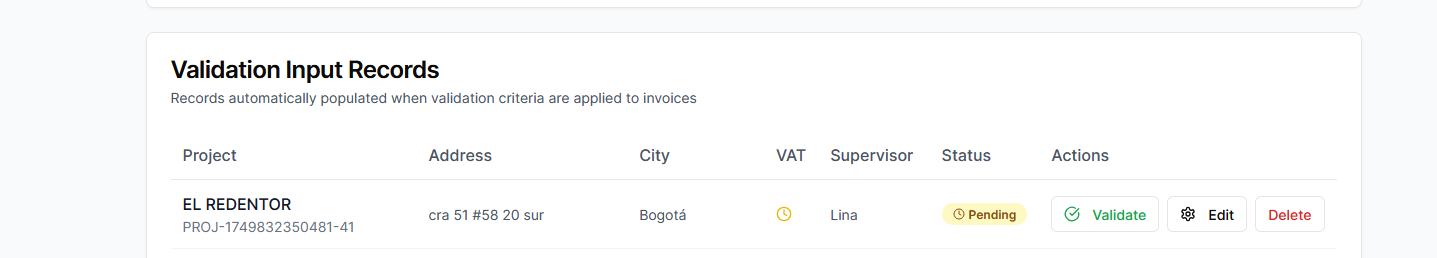 Validation Input Records
Records automatically populated when validation criteria are applied to invoices
Project Address City VAT Supervisor Status Actions
EL REDENTOR
PROJ-1749832350481-41
cra 51 #58 20 sur Bogotá Lina Pending Validate Edit Delete